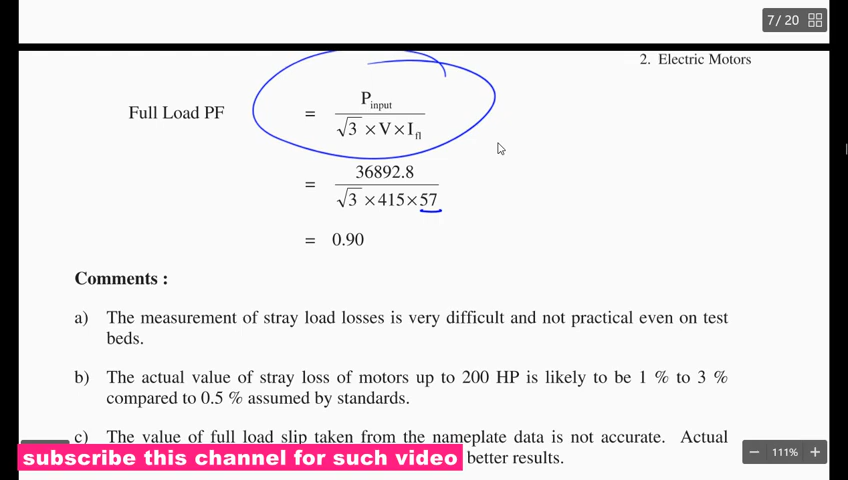 7 / 20
2. Electric Motors
Full Load PF = P_input / √3 × V × I_fl
= 36892.8 / √3 × 415 × 57
= 0.90
Comments :
a) The measurement of stray load losses is very difficult and not practical even on test
beds.
b) The actual value of stray loss of motors up to 200 HP is likely to be 1 % to 3 %
compared to 0.5 % assumed by standards.
c) The value of full load slip taken from the nameplate data is not accurate. Actual
subscribe this channel for such video better results.
− 111% +